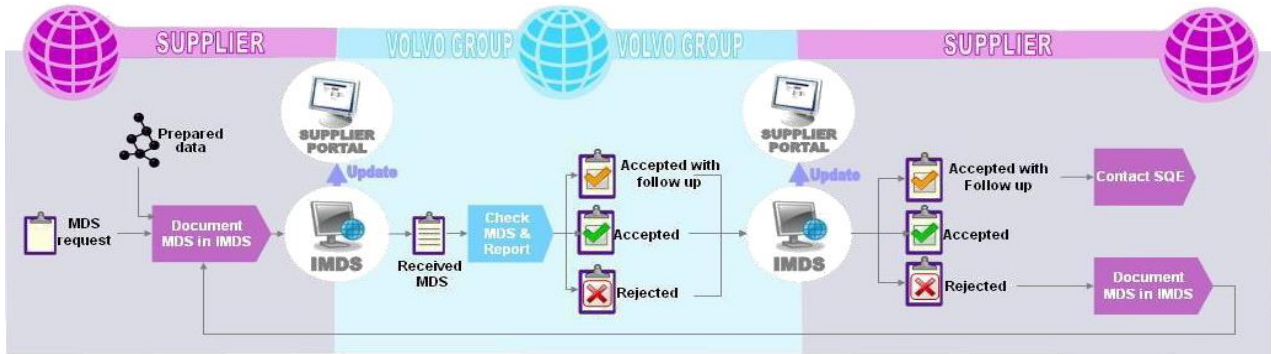 SUPPLIER
VOLVO GROUP
VOLVO GROUP
SUPPLIER
Prepared
data
MDS
request
Document
MDS in IMDS
SUPPLIER
PORTAL
Update
IMDS
Received
MDS
Check
MDS &
Report
Accepted with
follow up
Accepted
Rejected
SUPPLIER
PORTAL
Update
IMDS
Accepted with
Follow up
Accepted
Rejected
Contact SQE
Document
MDS in IMDS